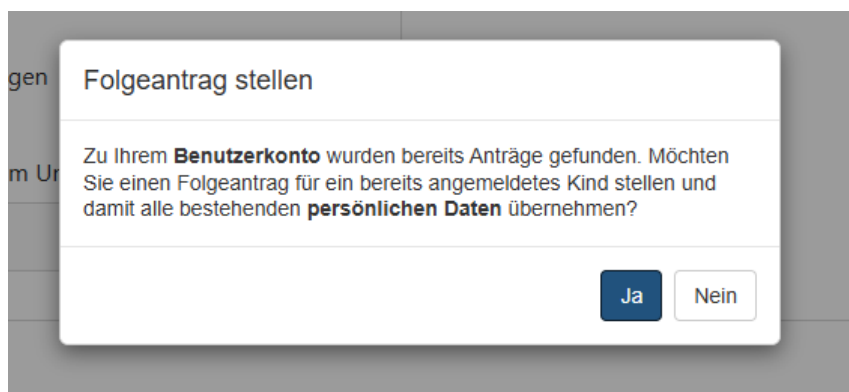 gen
Folgeantrag stellen
Zu Ihrem Benutzerkonto wurden bereits Anträge gefunden. Möchten
m Ur
Sie einen Folgeantrag für ein bereits angemeldetes Kind stellen und
damit alle bestehenden persönlichen Daten übernehmen?
Ja
Nein